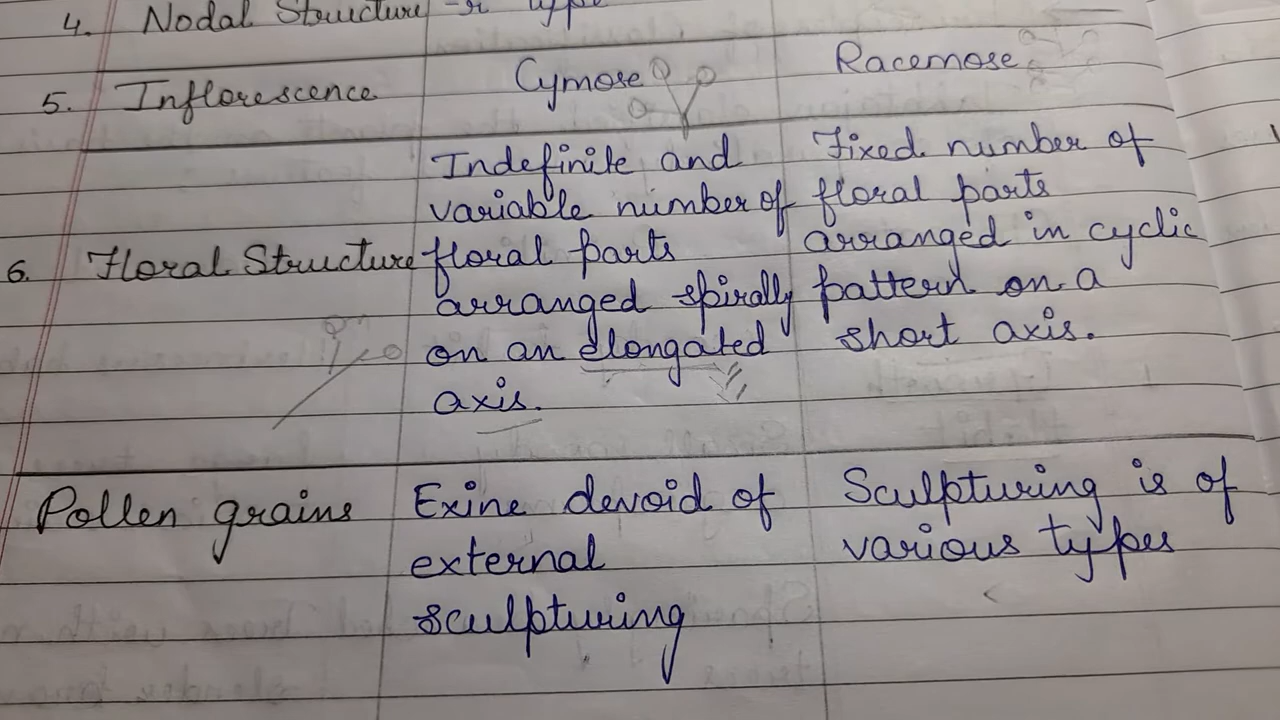 4. Nodal Structure type
5. Inflorescence Cymose Racemose
Indefinite and Fixed number of
variable number of floral parts
6. Floral Structure floral parts arranged in cyclic
arranged spirally pattern on a
on an elongated short axis.
axis.
Pollen grains Exine devoid of Sculpturing is of
external various types
sculpturing